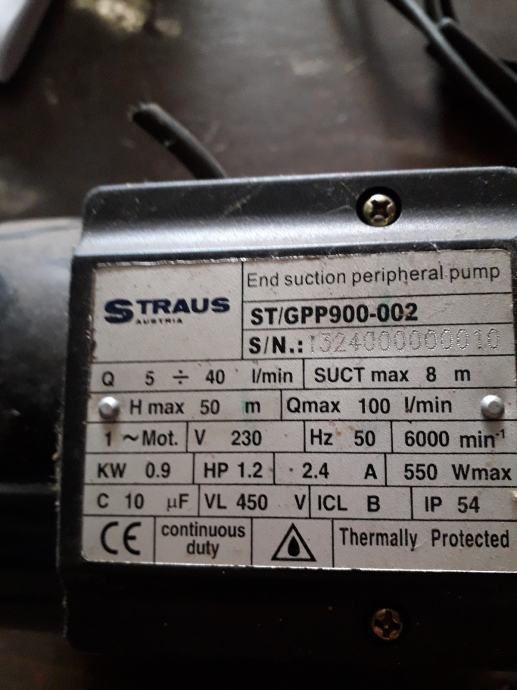 End suction peripheral pump
STRAUS
AUSTRIA
ST/GPP900-002
S/N.: 1324000000010
Q 5 ÷ 40 l/min SUCT max 8 m
H max 50 m Qmax 100 l/min
1 ~Mot. V 230 Hz 50 6000 min⁻¹
KW 0.9 HP 1.2 2.4 A 550 Wmax
C 10 µF VL 450 V ICL B IP 54
CE continuous duty Thermally Protected